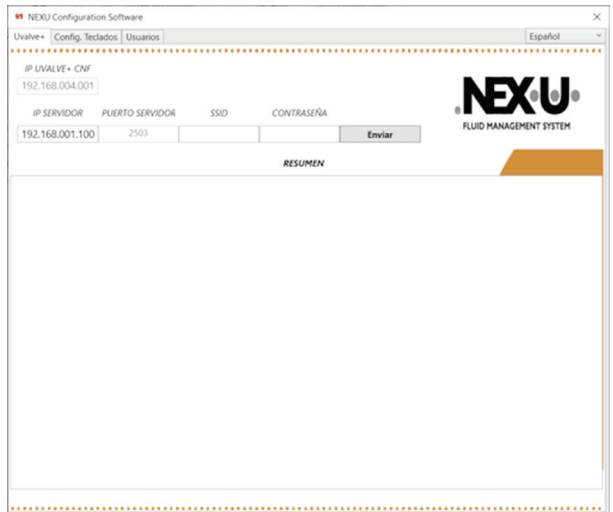 NEXU Configuration Software
Uvalve+ Config. Teclados Usuarios Español
IP UVALVE+ CNF
192.168.004.001
IP SERVIDOR PUERTO SERVIDOR SSID CONTRASEÑA
192.168.001.100 2503 Enviar
.NEX·U·
FLUID MANAGEMENT SYSTEM
RESUMEN